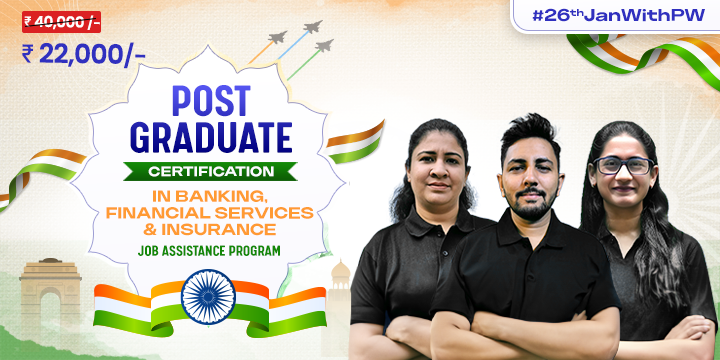 ₹ 40,000 /-
₹ 22,000/-
#26thJanWithPW
POST
GRADUATE
CERTIFICATION
IN BANKING,
FINANCIAL SERVICES
& INSURANCE
JOB ASSISTANCE PROGRAM